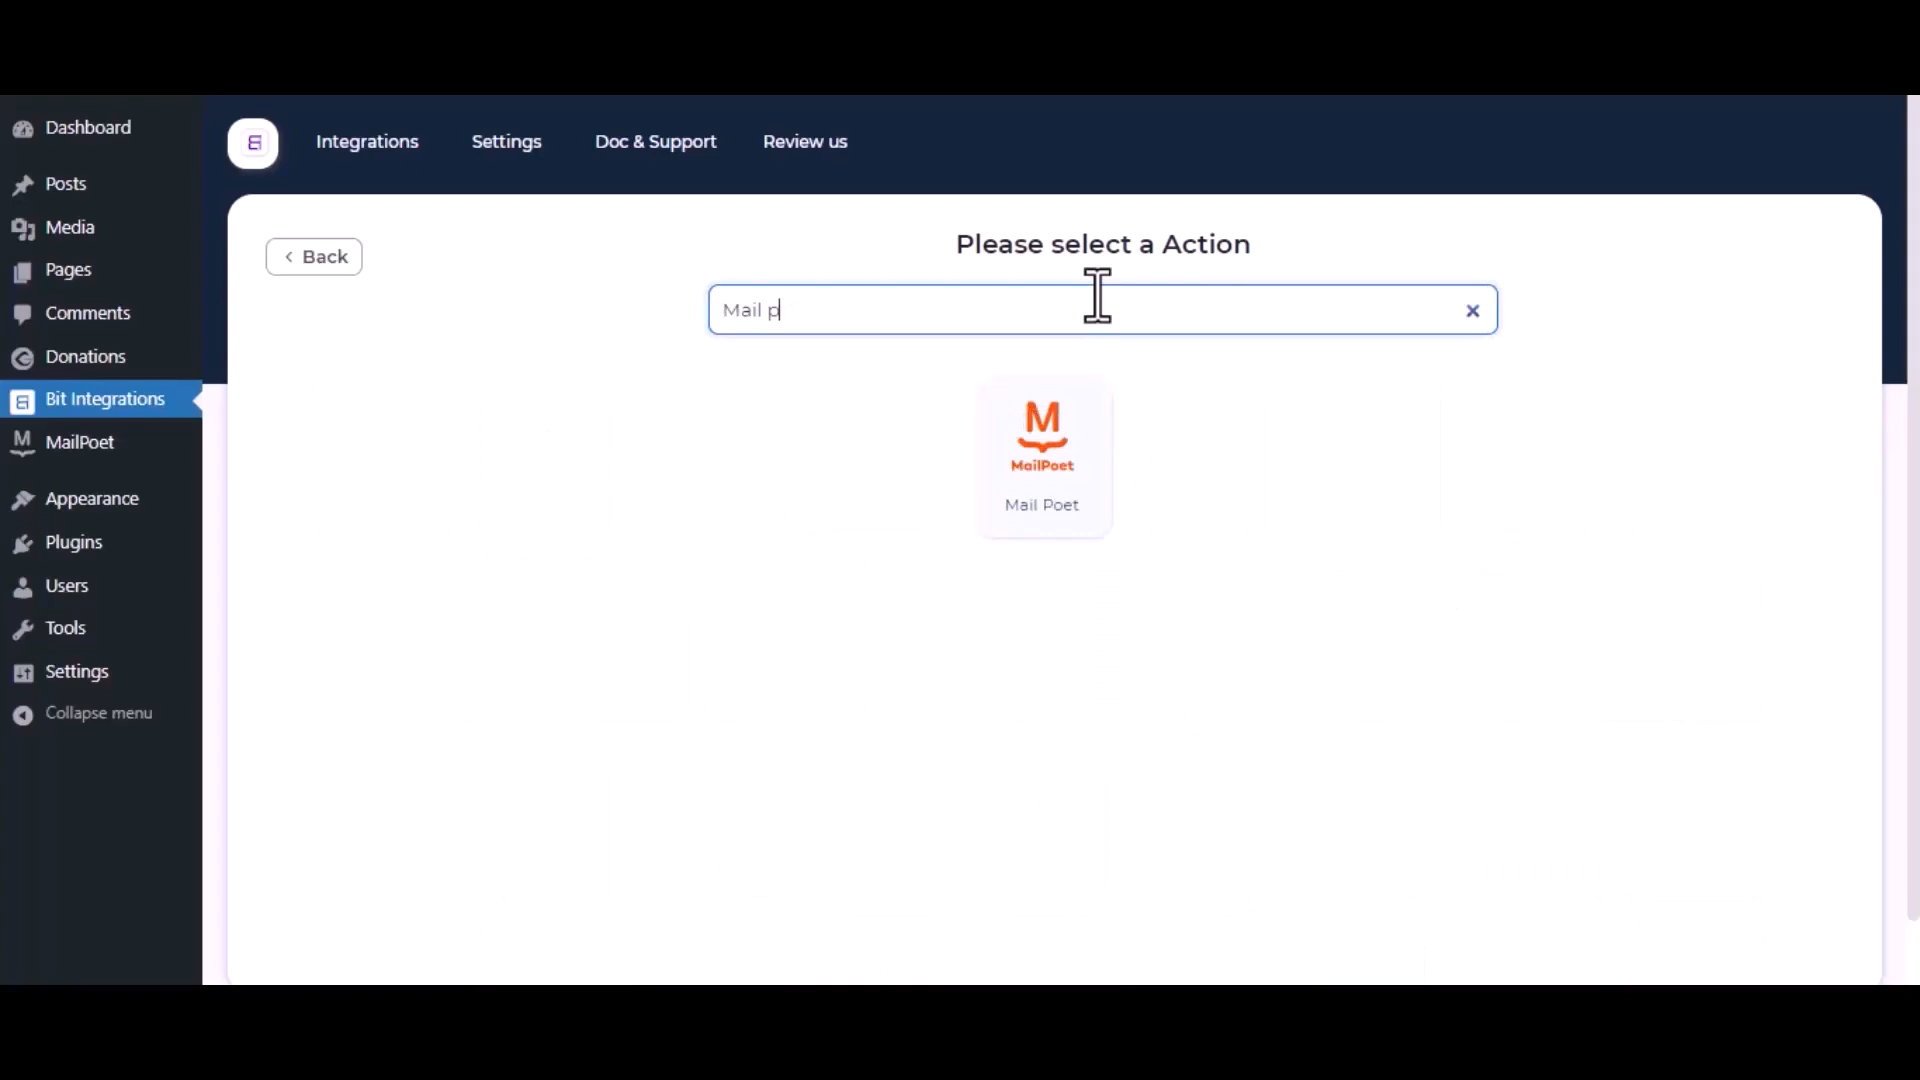 Dashboard
Posts
Media
Pages
Comments
Donations
Bit Integrations
MailPoet
Appearance
Plugins
Users
Tools
Settings
Collapse menu
Integrations
Settings
Doc & Support
Review us
Back
Please select a Action
Mail p
M
MailPoet
Mail Poet